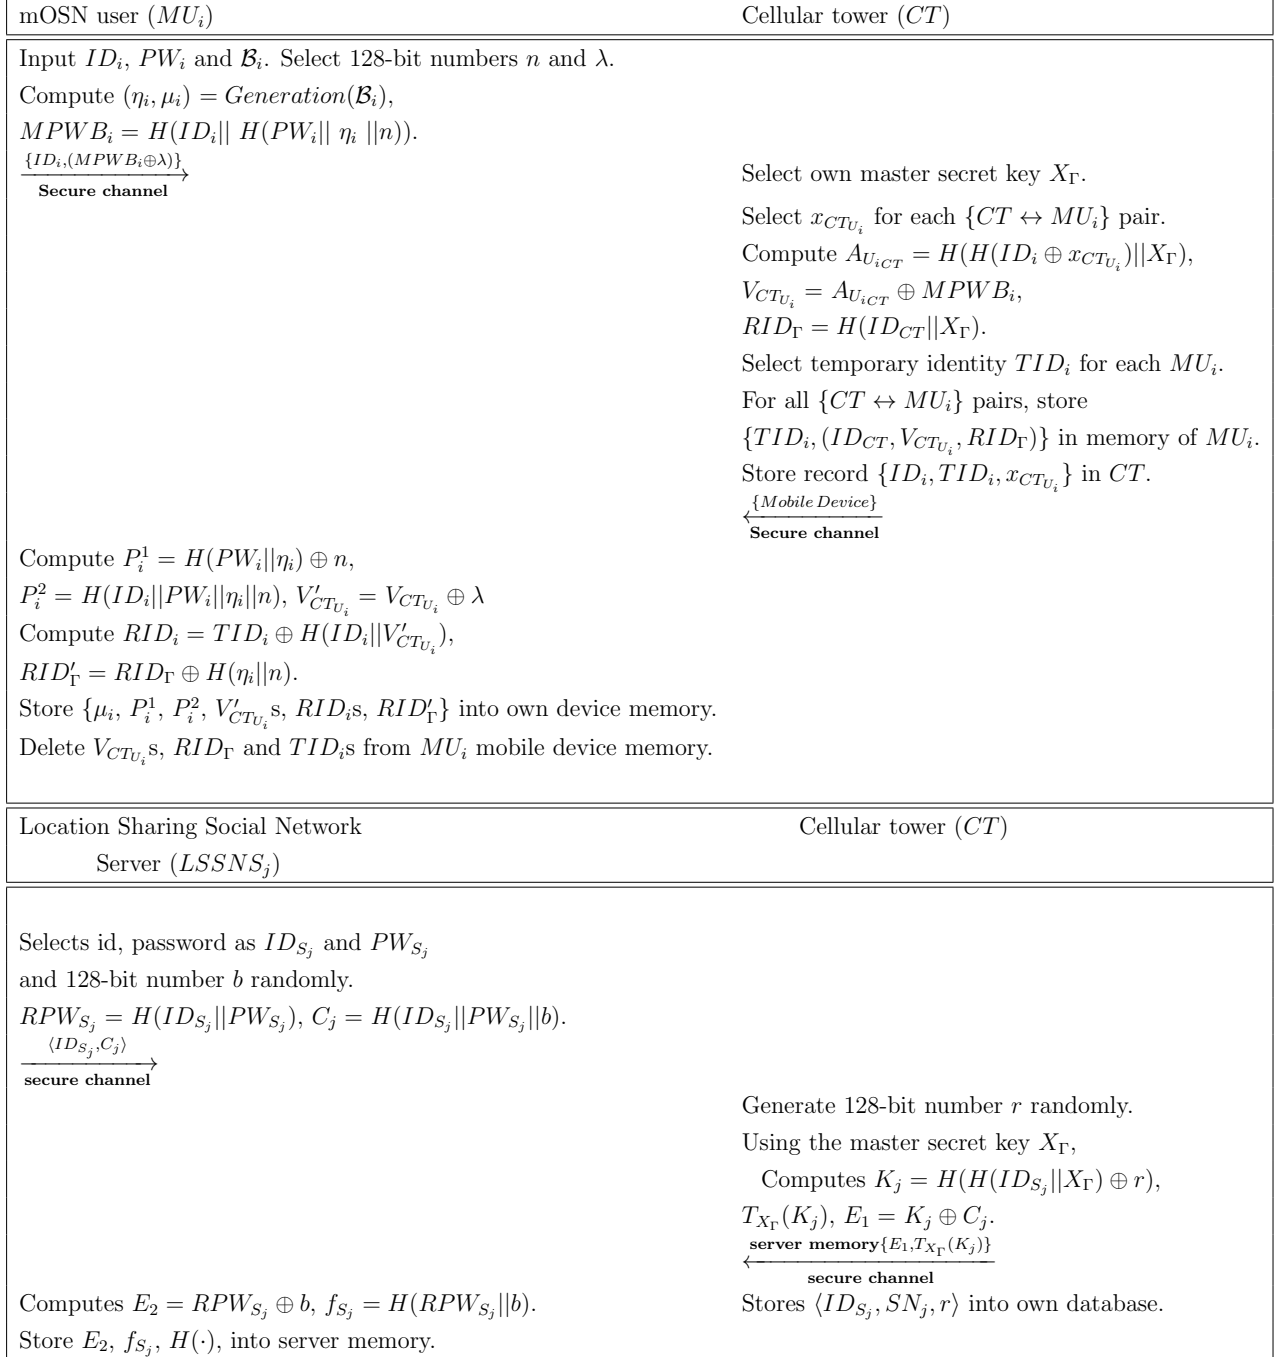 mOSN user (MU_i) Cellular tower (CT)
Input ID_i, PW_i and 𝓑_i. Select 128-bit numbers n and λ.
Compute (η_i, μ_i) = Generation(𝓑_i),
MPWB_i = H(ID_i|| H(PW_i|| η_i ||n)).
{ID_i,(MPWB_i⊕λ)}
Secure channel
Select own master secret key X_Γ.
Select x_{CT_{U_i}} for each {CT ↔ MU_i} pair.
Compute A_{U_{iCT}} = H(H(ID_i ⊕ x_{CT_{U_i}})||X_Γ),
V_{CT_{U_i}} = A_{U_{iCT}} ⊕ MPWB_i,
RID_Γ = H(ID_{CT}||X_Γ).
Select temporary identity TID_i for each MU_i.
For all {CT ↔ MU_i} pairs, store
{TID_i, (ID_{CT}, V_{CT_{U_i}}, RID_Γ)} in memory of MU_i.
Store record {ID_i, TID_i, x_{CT_{U_i}}} in CT.
{Mobile Device}
Secure channel
Compute P_i^1 = H(PW_i||η_i) ⊕ n,
P_i^2 = H(ID_i||PW_i||η_i||n), V'_{CT_{U_i}} = V_{CT_{U_i}} ⊕ λ
Compute RID_i = TID_i ⊕ H(ID_i||V'_{CT_{U_i}}),
RID'_Γ = RID_Γ ⊕ H(η_i||n).
Store {μ_i, P_i^1, P_i^2, V'_{CT_{U_i}}s, RID_is, RID'_Γ} into own device memory.
Delete V_{CT_{U_i}}s, RID_Γ and TID_is from MU_i mobile device memory.
Location Sharing Social Network Cellular tower (CT)
Server (LSSNS_j)
Selects id, password as ID_{S_j} and PW_{S_j}
and 128-bit number b randomly.
RPW_{S_j} = H(ID_{S_j}||PW_{S_j}), C_j = H(ID_{S_j}||PW_{S_j}||b).
⟨ID_{S_j},C_j⟩
secure channel
Generate 128-bit number r randomly.
Using the master secret key X_Γ,
Computes K_j = H(H(ID_{S_j}||X_Γ) ⊕ r),
T_{X_Γ}(K_j), E_1 = K_j ⊕ C_j.
server memory{E_1,T_{X_Γ}(K_j)}
secure channel
Computes E_2 = RPW_{S_j} ⊕ b, f_{S_j} = H(RPW_{S_j}||b). Stores ⟨ID_{S_j}, SN_j, r⟩ into own database.
Store E_2, f_{S_j}, H(·), into server memory.